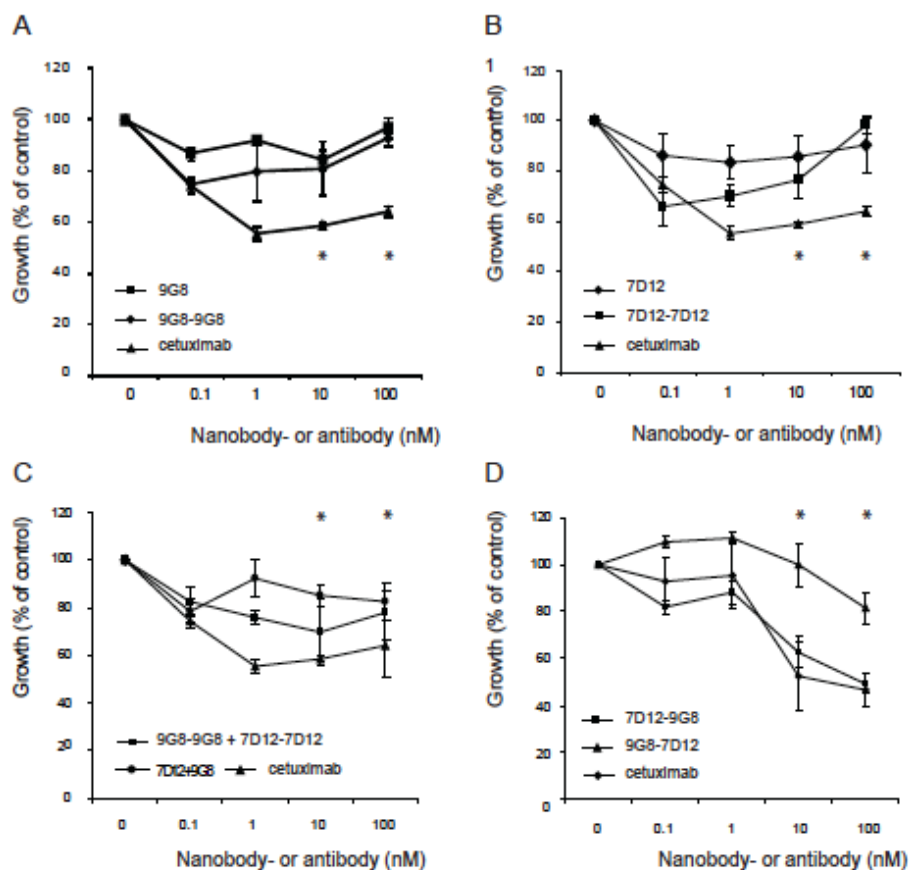 A
Growth (% of control)
120
100
80
60
40
20
0
*
*
9G8
9G8-9G8
cetuximab
0 0.1 1 10 100
Nanobody- or antibody (nM)
B
1
Growth (% of control)
120
100
80
60
40
20
0
*
*
7D12
7D12-7D12
cetuximab
0 0.1 1 10 100
Nanobody- or antibody (nM)
C
Growth (% of control)
120
100
80
60
40
20
0
*
*
9G8-9G8 + 7D12-7D12
7D12+9G8 cetuximab
0 0.1 1 10 100
Nanobody- or antibody (nM)
D
Growth (% of control)
120
100
80
60
40
20
0
*
*
7D12-9G8
9G8-7D12
cetuximab
0 0.1 1 10 100
Nanobody- or antibody (nM)